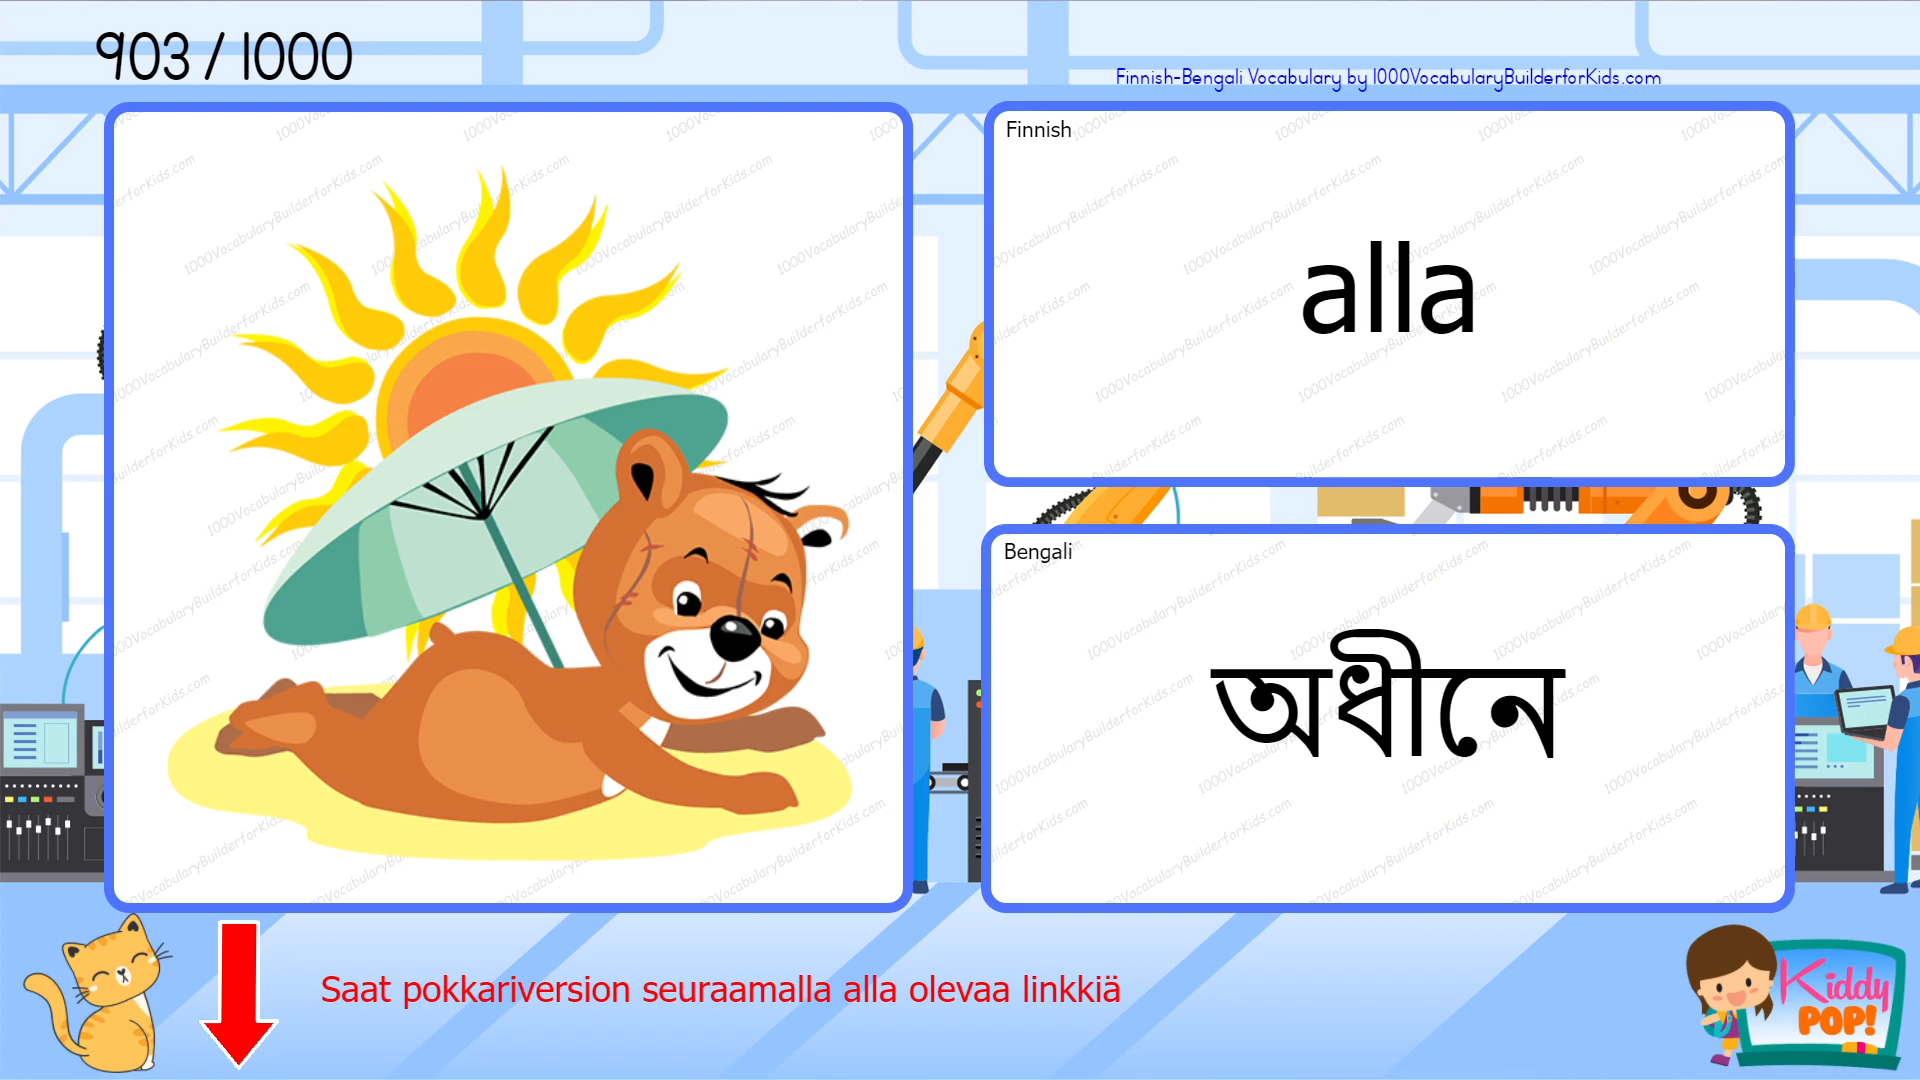 903 / 1000
Finnish-Bengali Vocabulary by 1000VocabularyBuilderforKids.com
Finnish
alla
Bengali
অধীনে
Saat pokkariversion seuraamalla alla olevaa linkkiä
Kiddy
POP!